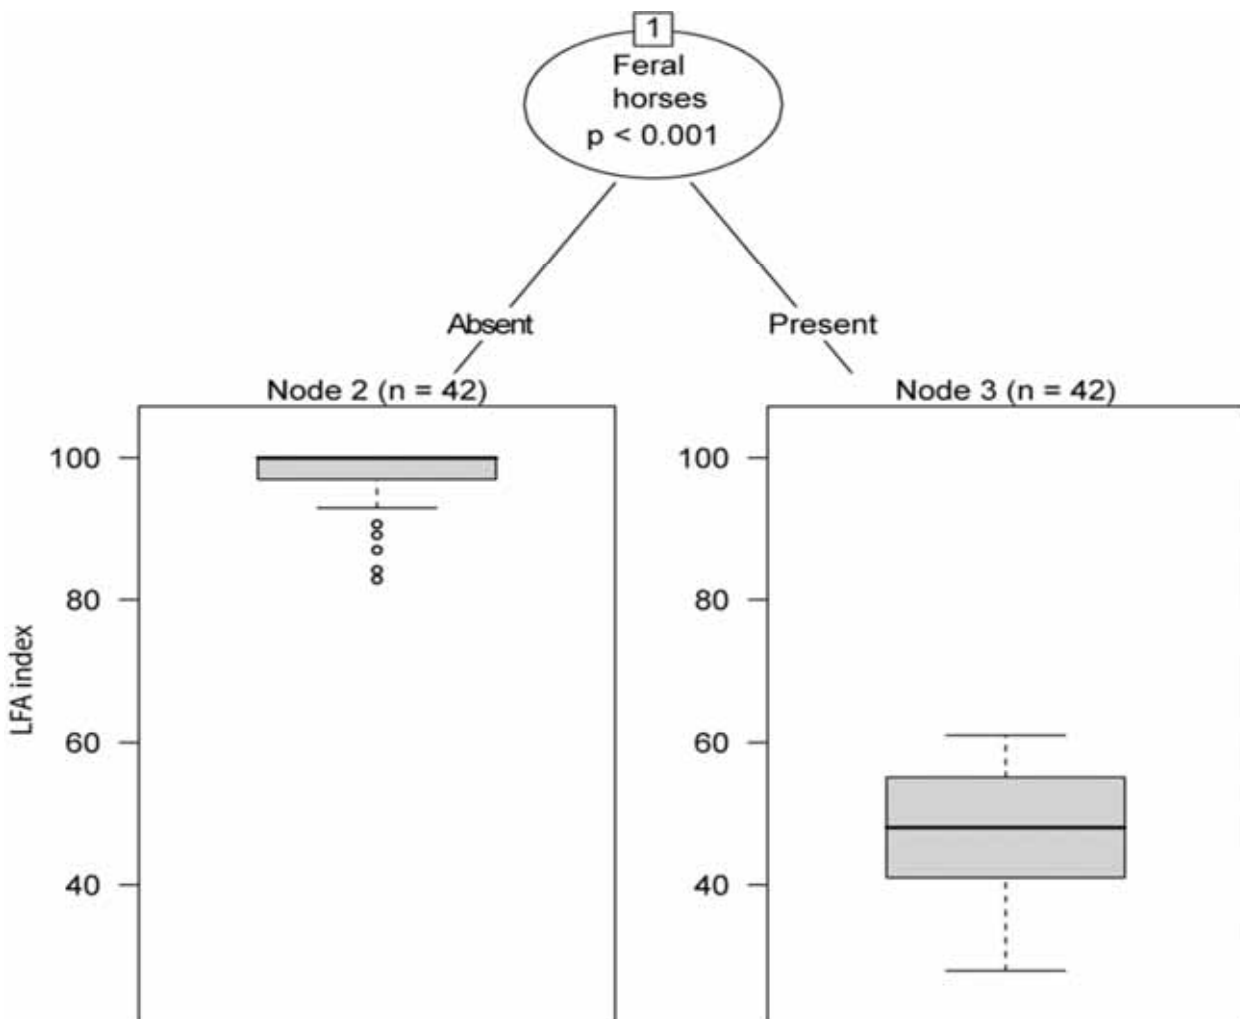 1
Feral
horses
p < 0.001
Absent
Present
Node 2 (n = 42)
Node 3 (n = 42)
100
80
60
40
LFA index
100
80
60
40